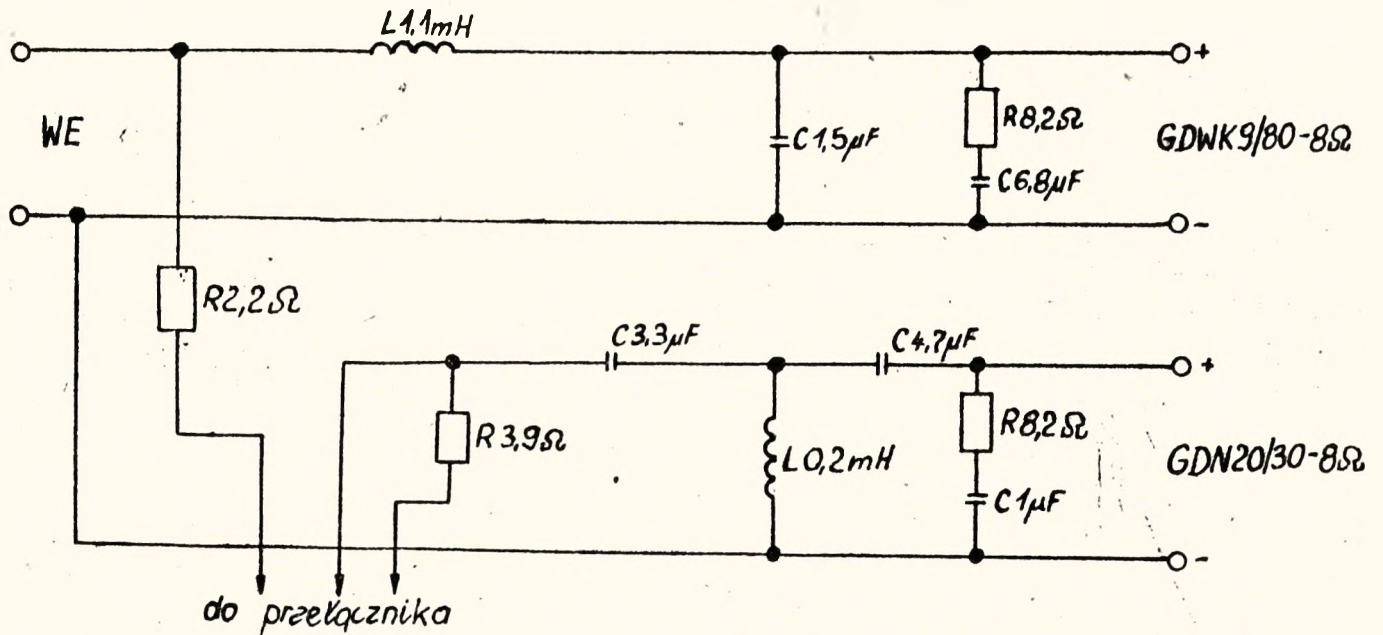 L1,1mH
+
WE
C1,5μF
R8,2Ω
C6,8μF
GDWK9/80-8Ω
-
R2,2Ω
C3,3μF
C4,7μF
+
R3,9Ω
L0,2mH
R8,2Ω
C1μF
GDN20/30-8Ω
-
do przełącznika